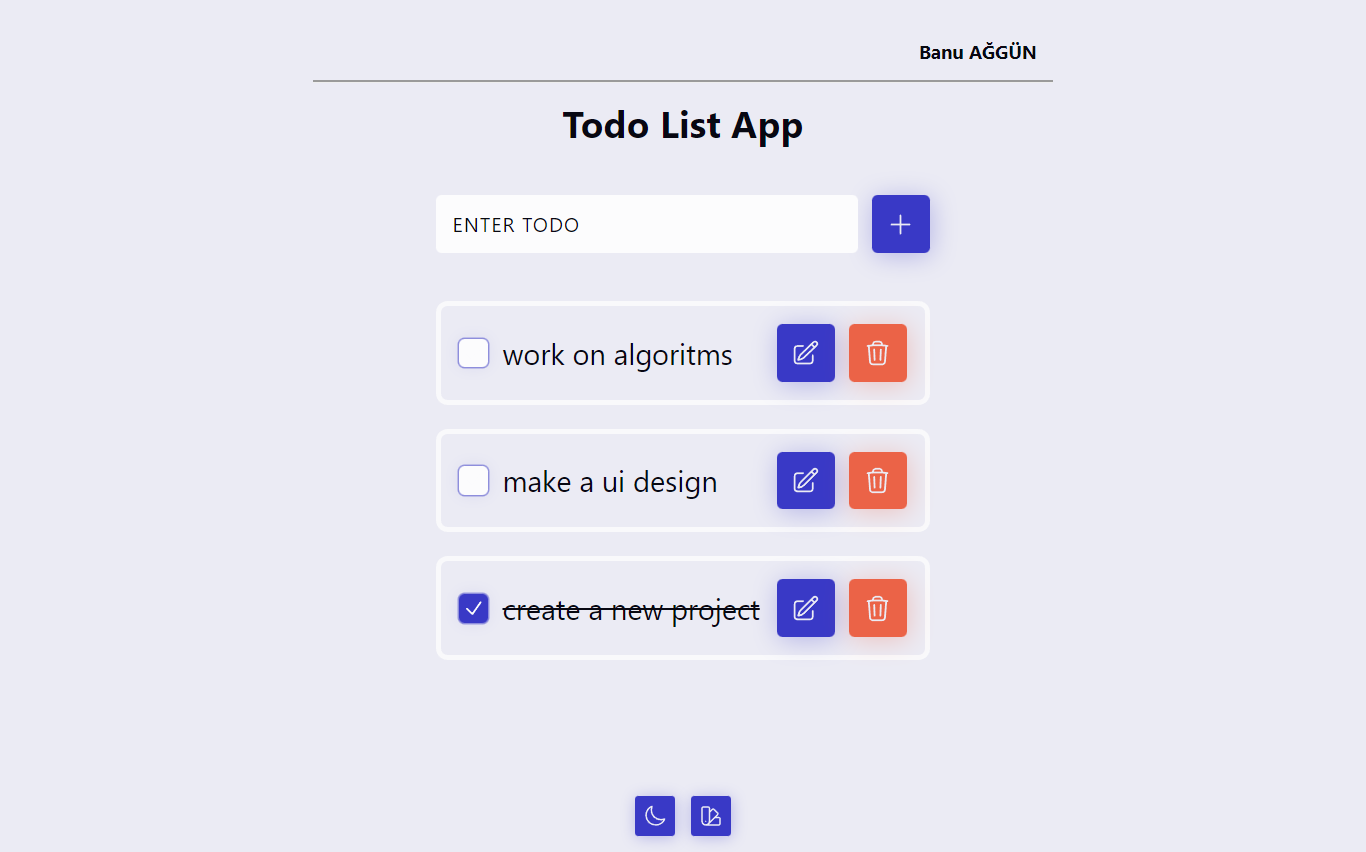 Banu AĞGÜN
Todo List App
ENTER TODO
work on algoritms
make a ui design
create a new project